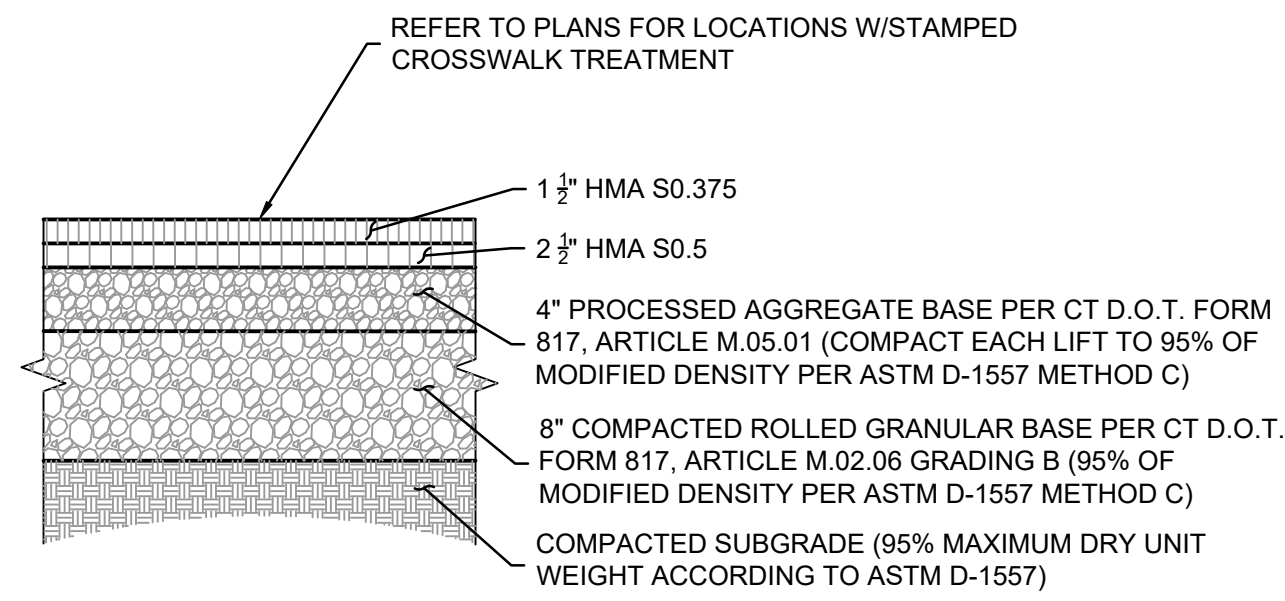 REFER TO PLANS FOR LOCATIONS W/STAMPED
CROSSWALK TREATMENT
1 1/2" HMA S0.375
2 1/2" HMA S0.5
4" PROCESSED AGGREGATE BASE PER CT D.O.T. FORM
817, ARTICLE M.05.01 (COMPACT EACH LIFT TO 95% OF
MODIFIED DENSITY PER ASTM D-1557 METHOD C)
8" COMPACTED ROLLED GRANULAR BASE PER CT D.O.T.
FORM 817, ARTICLE M.02.06 GRADING B (95% OF
MODIFIED DENSITY PER ASTM D-1557 METHOD C)
COMPACTED SUBGRADE (95% MAXIMUM DRY UNIT
WEIGHT ACCORDING TO ASTM D-1557)